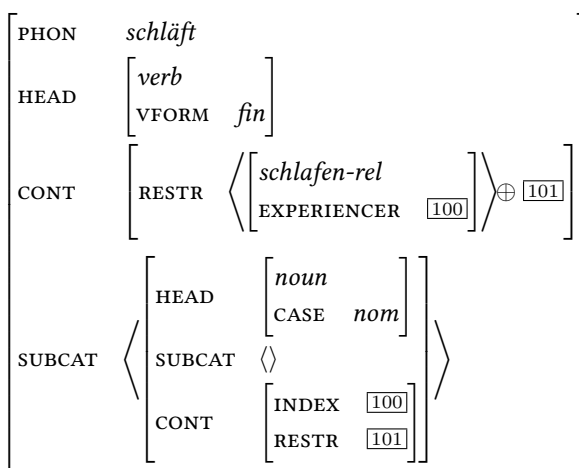 PHON schläft
verb
HEAD
VFORM fin
schlafen-rel
CONT RESTR ⟨ ⟩ ⊕ 101
EXPERIENCER 100
noun
HEAD
CASE nom
SUBCAT SUBCAT ⟨⟩
INDEX 100
CONT
RESTR 101